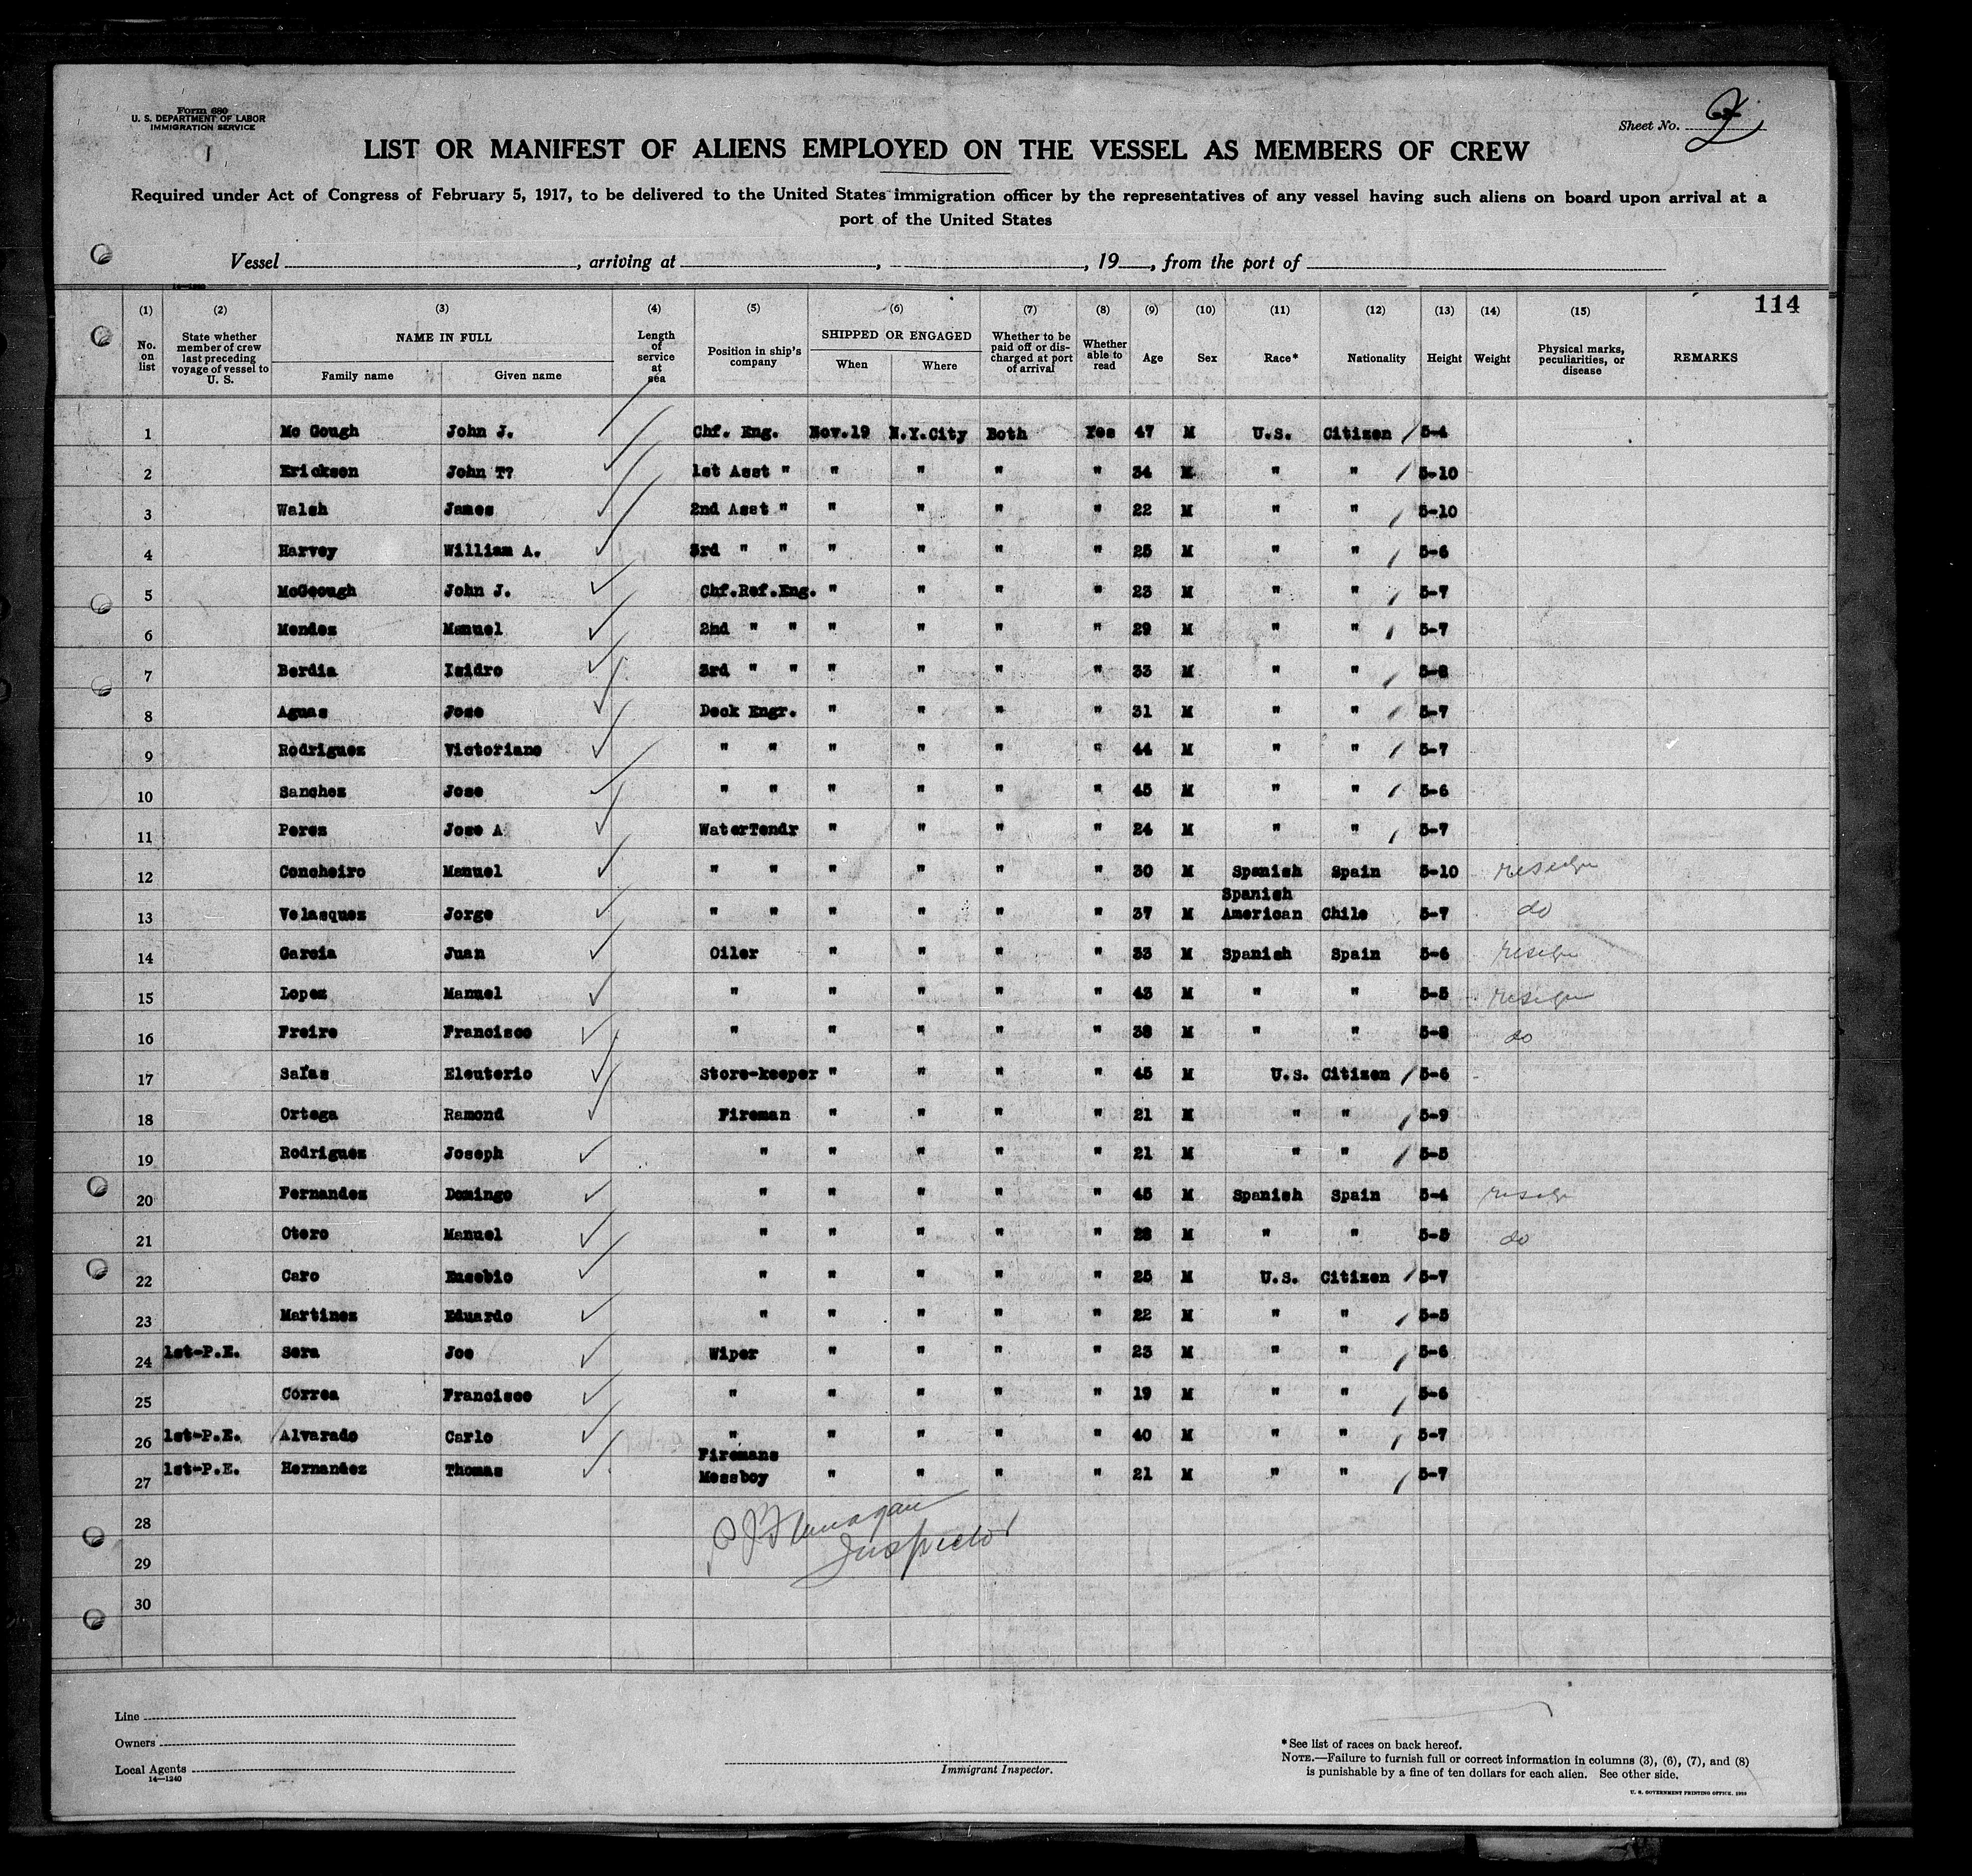 Form 680
U. S. DEPARTMENT OF LABOR
IMMIGRATION SERVICE
Sheet No. 2
LIST OR MANIFEST OF ALIENS EMPLOYED ON THE VESSEL AS MEMBERS OF CREW
Required under Act of Congress of February 5, 1917, to be delivered to the United States immigration officer by the representatives of any vessel having such aliens on board upon arrival at a
port of the United States
Vessel , arriving at , , 19 , from the port of
14—1240
114
(1) (2) (3) (4) (5) (6) (7) (8) (9) (10) (11) (12) (13) (14) (15)
No. on list State whether member of crew last preceding voyage of vessel to U. S. NAME IN FULL Family name Given name Length of service at sea Position in ship's company SHIPPED OR ENGAGED When Where Whether to be paid off or discharged at port of arrival Whether able to read Age Sex Race* Nationality Height Weight Physical marks, peculiarities, or disease REMARKS
1 Mc Gough John J. Chf. Eng. Nov.19 N.Y.City Both Yes 47 M U.S. Citizen 5-4
2 Erickson John T? 1st Asst " " " " " 34 M " " 5-10
3 Walsh James 2nd Asst " " " " " 22 M " " 5-10
4 Harvey William A. 3rd " " " " " " 25 M " " 5-6
5 McGeough John J. Chf.Ref.Eng. " " " " 23 M " " 5-7
6 Mendez Manuel 2nd " " " " " " 29 M " " 5-7
7 Berdia Isidro 3rd " " " " " " 33 M " " 5-8
8 Aguas Jose Deck Engr. " " " " 31 M " " 5-7
9 Rodriguez Victoriano " " " " " " 44 M " " 5-7
10 Sanchez Jose " " " " " " 45 M " " 5-6
11 Perez Jose A WaterTendr " " " " 24 M " " 5-7
12 Concheiro Manuel " " " " " " 30 M Spanish Spain 5-10
13 Velasquez Jorge " " " " " " 37 M Spanish American Chile 5-7 do
14 Garcia Juan Oiler " " " " 33 M Spanish Spain 5-6
15 Lopez Manuel " " " " " 43 M " " 5-5
16 Freire Francisco " " " " " 38 M " " 5-8 do
17 Salas Eleuterio Store-keeper " " " " 45 M U.S. Citizen 5-6
18 Ortega Ramond Fireman " " " " 21 M " " 5-9
19 Rodriguez Joseph " " " " " 21 M " " 5-5
20 Fernandez Domingo " " " " " 45 M Spanish Spain 5-4
21 Otero Manuel " " " " " 28 M " " 5-5 do
22 Caro Eusebio " " " " " 25 M U.S. Citizen 5-7
23 Martinez Eduardo " " " " " 22 M " " 5-5
24 1st-P.E. Sera Joe Wiper " " " " 23 M " " 5-6
25 Correa Francisco " " " " " 19 M " " 5-6
26 1st-P.E. Alvarado Carlo " " " " " 40 M " " 5-7
27 1st-P.E. Hernandez Thomas Firemans Messboy " " " " 21 M " " 5-7
28
29 Inspector
30
Line
Owners
Local Agents
14—1240
Immigrant Inspector.
*See list of races on back hereof.
NOTE.—Failure to furnish full or correct information in columns (3), (6), (7), and (8)
is punishable by a fine of ten dollars for each alien. See other side.